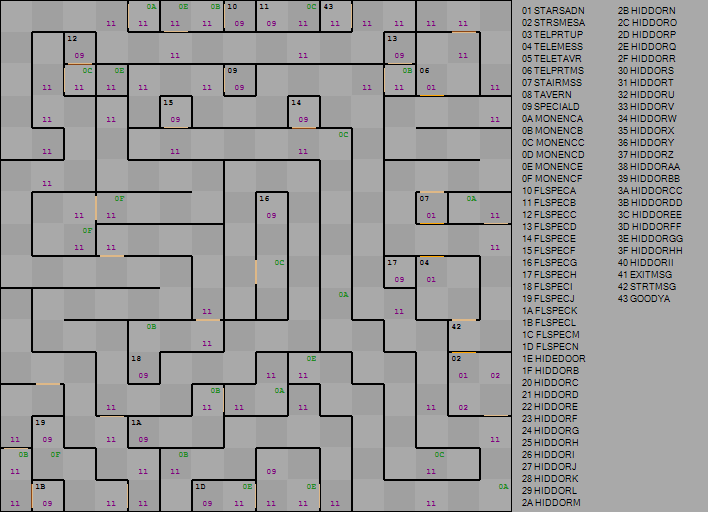 0A 0E 0B 10 11 0C 43
11 11 11 11 09 09 11 09 11 11 11 11
12 13
09 11 11 09 11
0C 0E 09 0B 06
11 11 11 11 11 09 11 11 01 11
15 14
11 11 09 09 11
0C
11 11 11
0F 16 07 0A
11 11 09 01 11
0F
11 11 11
0C 17 04
09 01
0A
11 11
0B 42
11
18 0E 02
09 11 11 01 02
0B 0A
11 11 11 11 11 02
19 1A
11 09 09 11
0B 0F 0B 0C
11 11 11 09 11
1B 1D 0E 0E 0A
11 09 11 11 09 11 11 11 11 11
01 STARSADN
02 STRSMESA
03 TELPRTUP
04 TELEMESS
05 TELETAVR
06 TELPRTMS
07 STAIRMSS
08 TAVERN
09 SPECIALD
0A MONENCA
0B MONENCB
0C MONENCC
0D MONENCD
0E MONENCE
0F MONENCF
10 FLSPECA
11 FLSPECB
12 FLSPECC
13 FLSPECD
14 FLSPECE
15 FLSPECF
16 FLSPECG
17 FLSPECH
18 FLSPECI
19 FLSPECJ
1A FLSPECK
1B FLSPECL
1C FLSPECM
1D FLSPECN
1E HIDEDOOR
1F HIDDORB
20 HIDDORC
21 HIDDORD
22 HIDDORE
23 HIDDORF
24 HIDDORG
25 HIDDORH
26 HIDDORI
27 HIDDORJ
28 HIDDORK
29 HIDDORL
2A HIDDORM
2B HIDDORN
2C HIDDORO
2D HIDDORP
2E HIDDORQ
2F HIDDORR
30 HIDDORS
31 HIDDORT
32 HIDDORU
33 HIDDORV
34 HIDDORW
35 HIDDORX
36 HIDDORY
37 HIDDORZ
38 HIDDORAA
39 HIDDORBB
3A HIDDORCC
3B HIDDORDD
3C HIDDOREE
3D HIDDORFF
3E HIDDORGG
3F HIDDORHH
40 HIDDORII
41 EXITMSG
42 STRTMSG
43 GOODYA